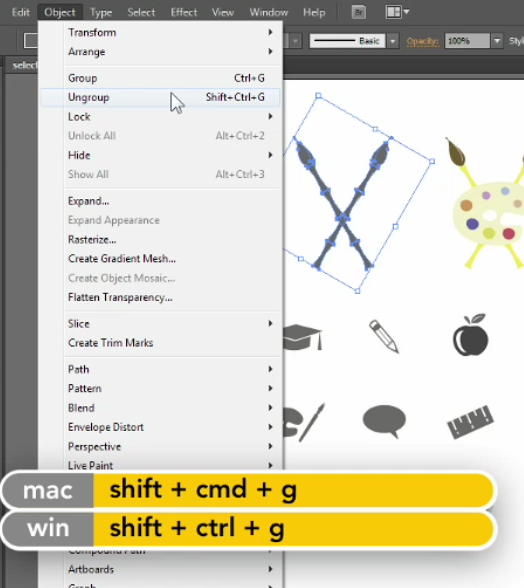 Edit Object Type Select Effect View Window Help Br
Basic Opacity: 100% Styl
selec
Transform
Arrange
Group Ctrl+G
Ungroup Shift+Ctrl+G
Lock
Unlock All Alt+Ctrl+2
Hide
Show All Alt+Ctrl+3
Expand...
Expand Appearance
Rasterize...
Create Gradient Mesh...
Create Object Mosaic...
Flatten Transparency...
Slice
Create Trim Marks
Path
Pattern
Blend
Envelope Distort
Perspective
Live Paint
mac shift + cmd + g
win shift + ctrl + g
Compound Path
Artboards
Graph